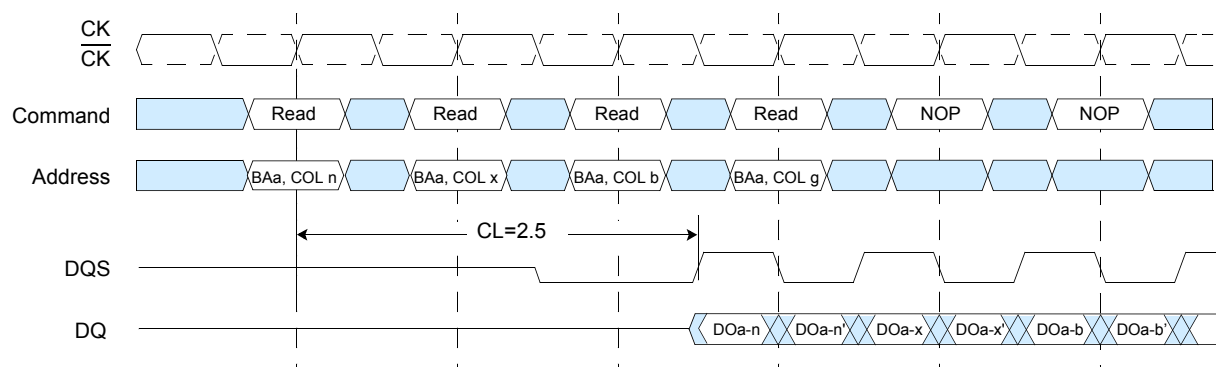 CK
CK
Command Read Read Read Read NOP NOP
Address BAa, COL n BAa, COL x BAa, COL b BAa, COL g
CL=2.5
DQS
DQ DOa-n DOa-n' DOa-x DOa-x' DOa-b DOa-b’